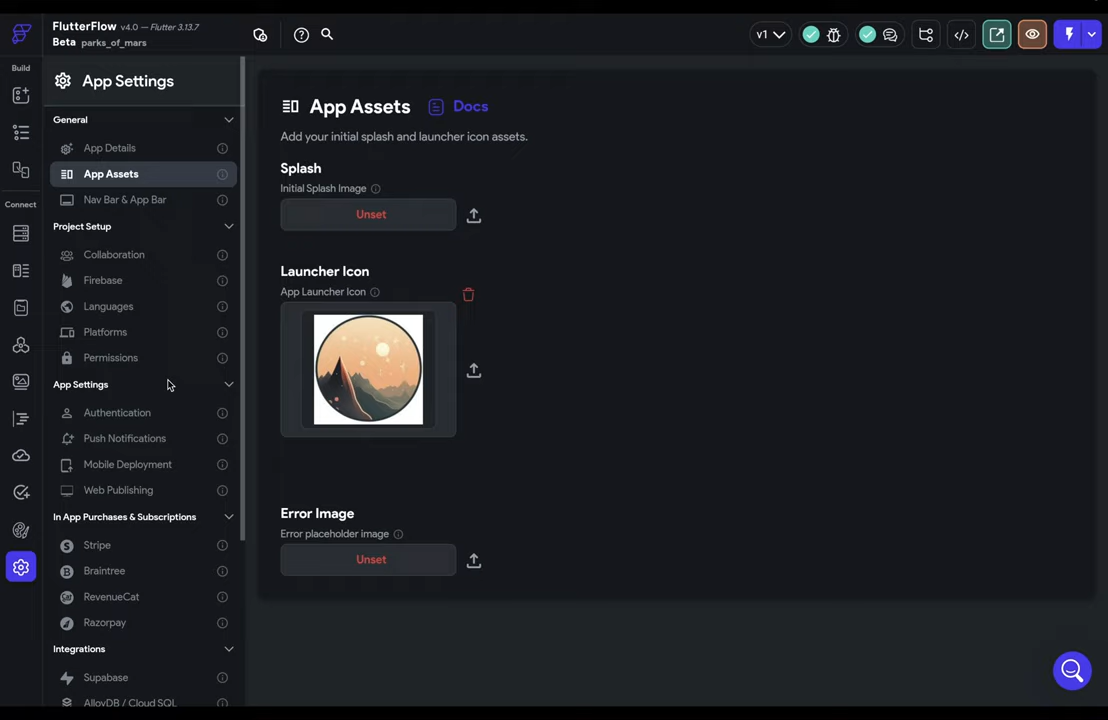 FlutterFlow v4.0 — Flutter 3.13.7
Beta parks_of_mars
v1
Build
App Settings
General
App Details
App Assets
Nav Bar & App Bar
Connect
Project Setup
Collaboration
Firebase
Languages
Platforms
Permissions
App Settings
Authentication
Push Notifications
Mobile Deployment
Web Publishing
In App Purchases & Subscriptions
Stripe
Braintree
RevenueCat
Razorpay
Integrations
Supabase
AlloyDB / Cloud SQL
App Assets
Docs
Add your initial splash and launcher icon assets.
Splash
Initial Splash Image
Unset
Launcher Icon
App Launcher Icon
Error Image
Error placeholder image
Unset